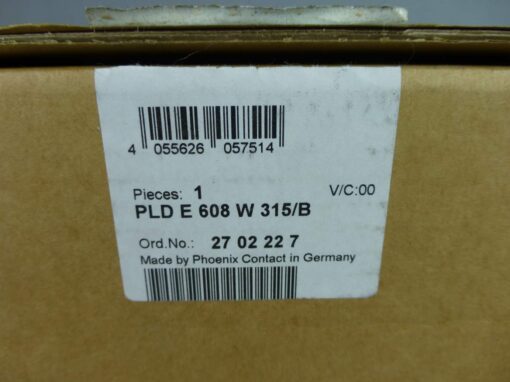 4 055626 057514
Pieces: 1 V/C:00
PLD E 608 W 315/B
Ord.No.: 27 02 22 7
Made by Phoenix Contact in Germany